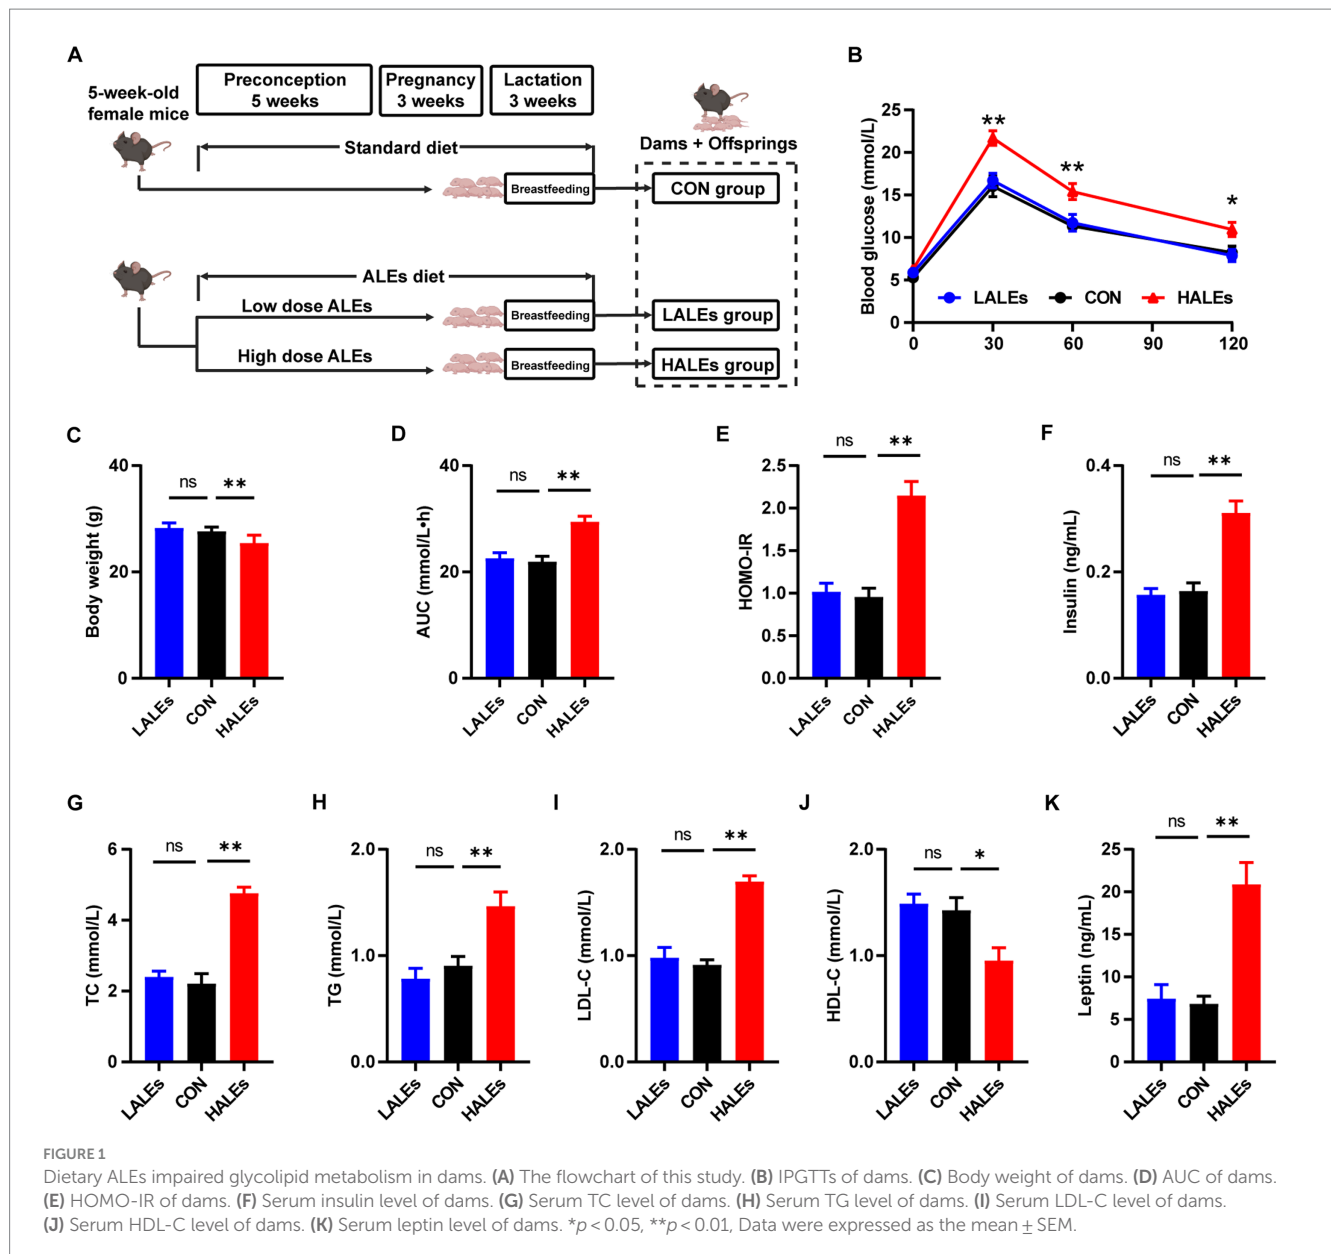 A
5-week-old
female mice
Preconception
5 weeks
Pregnancy
3 weeks
Lactation
3 weeks
Dams + Offsprings
Standard diet
Breastfeeding
CON group
ALEs diet
Low dose ALEs
Breastfeeding
LALEs group
High dose ALEs
Breastfeeding
HALEs group
B
Blood glucose (mmol/L)
25
20
15
10
5
0
** ** *
LALEs CON HALEs
0 30 60 90 120
C
Body weight (g)
40
20
0
ns **
LALEs CON HALEs
D
AUC (mmol/L•h)
40
20
0
ns **
LALEs CON HALEs
E
HOMO-IR
2.5
2.0
1.5
1.0
0.5
0.0
ns **
LALEs CON HALEs
F
Insulin (ng/mL)
0.4
0.2
0.0
ns **
LALEs CON HALEs
G
TC (mmol/L)
6
4
2
0
ns **
LALEs CON HALEs
H
TG (mmol/L)
2.0
1.0
0.0
ns **
LALEs CON HALEs
I
LDL-C (mmol/L)
2.0
1.0
0.0
ns **
LALEs CON HALEs
J
HDL-C (mmol/L)
2.0
1.0
0.0
ns *
LALEs CON HALEs
K
Leptin (ng/mL)
25
20
15
10
5
0
ns **
LALEs CON HALEs
FIGURE 1
Dietary ALEs impaired glycolipid metabolism in dams. (A) The flowchart of this study. (B) IPGTTs of dams. (C) Body weight of dams. (D) AUC of dams.
(E) HOMO-IR of dams. (F) Serum insulin level of dams. (G) Serum TC level of dams. (H) Serum TG level of dams. (I) Serum LDL-C level of dams.
(J) Serum HDL-C level of dams. (K) Serum leptin level of dams. *p < 0.05, **p < 0.01, Data were expressed as the mean ± SEM.